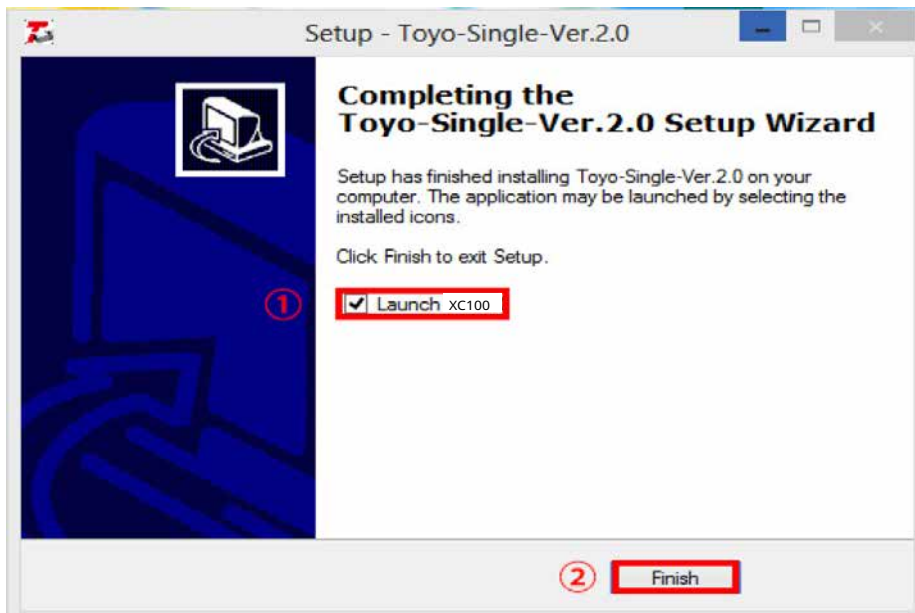 Setup - Toyo-Single-Ver.2.0
Completing the
Toyo-Single-Ver.2.0 Setup Wizard
Setup has finished installing Toyo-Single-Ver.2.0 on your
computer. The application may be launched by selecting the
installed icons.
Click Finish to exit Setup.
① Launch XC100
② Finish